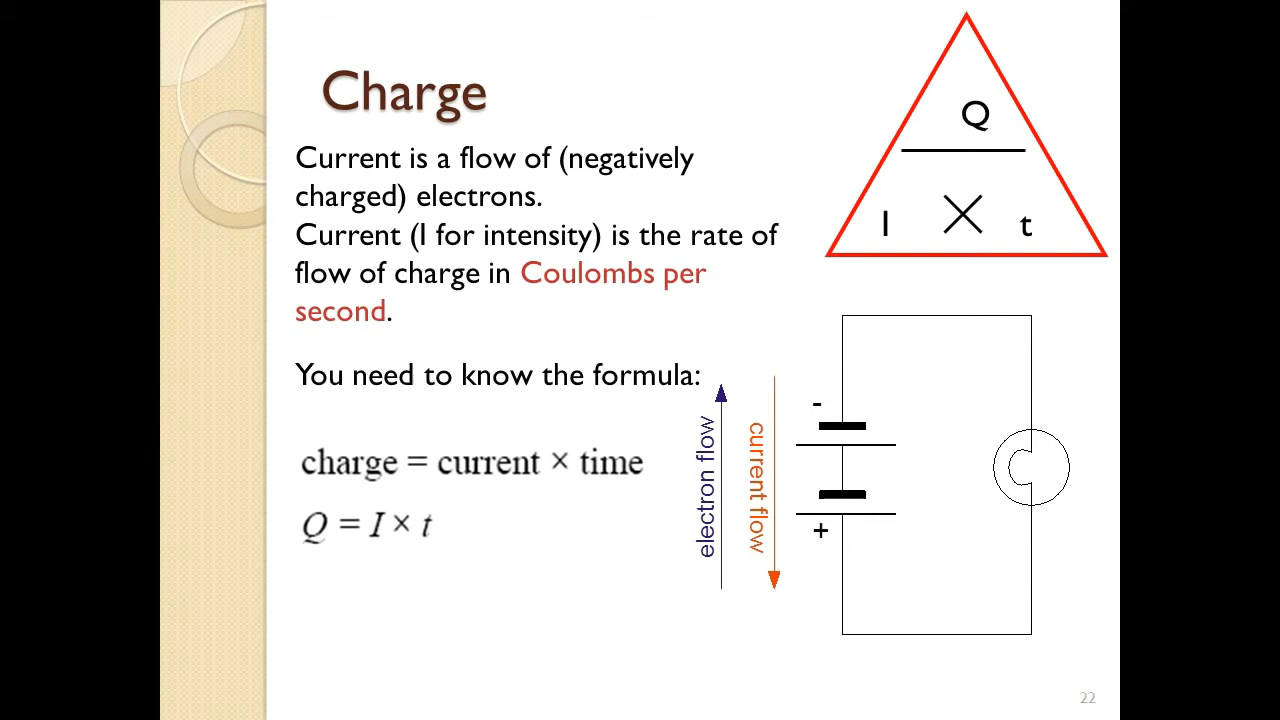 Charge
Current is a flow of (negatively
charged) electrons.
Current (I for intensity) is the rate of
flow of charge in Coulombs per
second.
You need to know the formula:
charge = current × time
Q = I × t
Q
I × t
electron flow
current flow
-
+
22